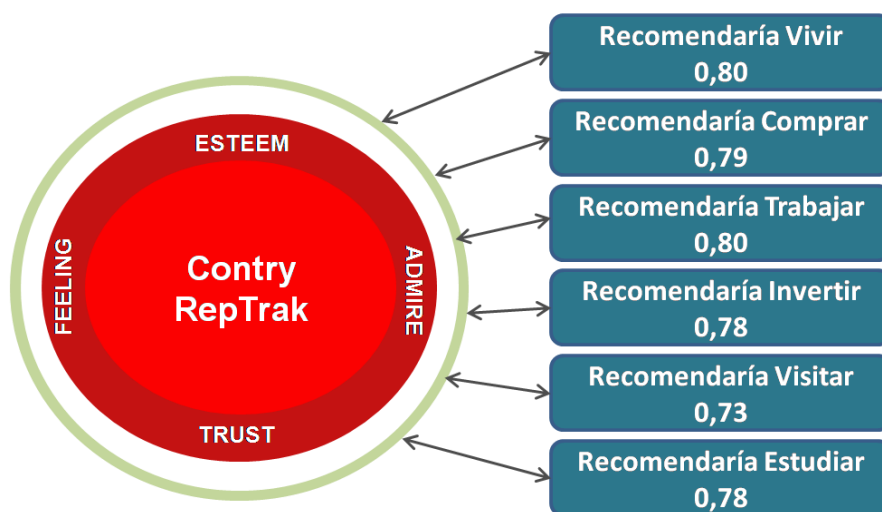 ESTEEM
FEELING
Contry
RepTrak
ADMIRE
TRUST
Recomendaría Vivir
0,80
Recomendaría Comprar
0,79
Recomendaría Trabajar
0,80
Recomendaría Invertir
0,78
Recomendaría Visitar
0,73
Recomendaría Estudiar
0,78